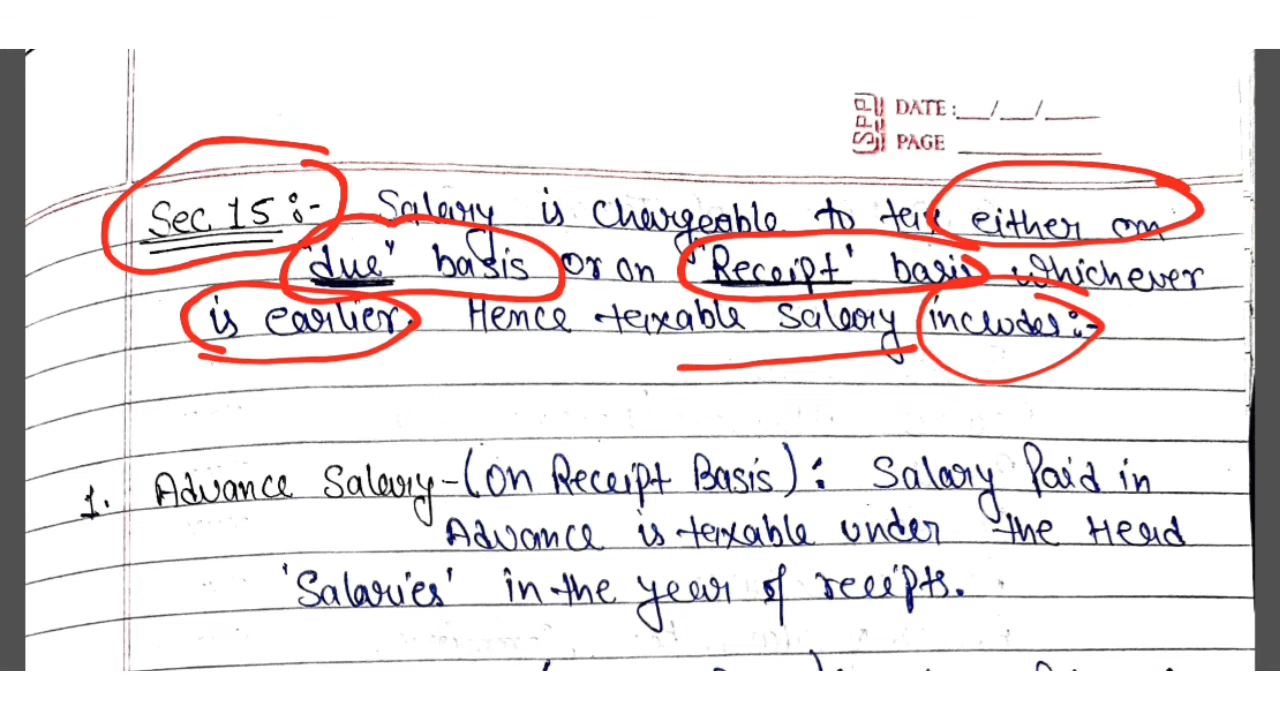 DATE: __/__/____
PAGE ________
Sec 15:- Salary is chargeable to tax either on
"due" basis or on "Receipt" basis whichever
is earlier. Hence taxable salary includes:-
1. Advance Salary - (on Receipt Basis): Salary Paid in
Advance is taxable under the Head
'Salaries' in the year of receipts.